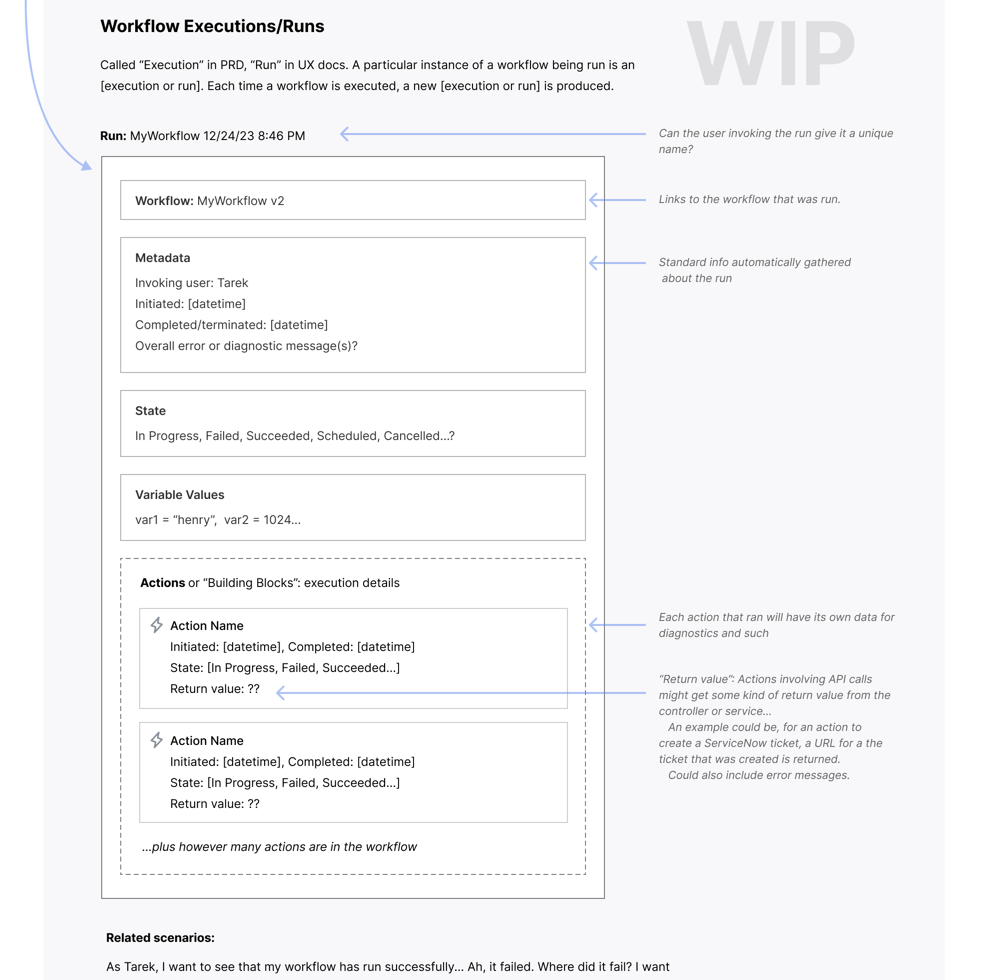 Workflow Executions/Runs
WIP
Called “Execution” in PRD, “Run” in UX docs. A particular instance of a workflow being run is an
[execution or run]. Each time a workflow is executed, a new [execution or run] is produced.
Run: MyWorkflow 12/24/23 8:46 PM
Can the user invoking the run give it a unique
name?
Workflow: MyWorkflow v2
Links to the workflow that was run.
Metadata
Invoking user: Tarek
Initiated: [datetime]
Completed/terminated: [datetime]
Overall error or diagnostic message(s)?
Standard info automatically gathered
about the run
State
In Progress, Failed, Succeeded, Scheduled, Cancelled...?
Variable Values
var1 = “henry”,  var2 = 1024...
Actions or “Building Blocks”: execution details
Action Name
Initiated: [datetime], Completed: [datetime]
State: [In Progress, Failed, Succeeded...]
Return value: ??
Each action that ran will have its own data for
diagnostics and such
“Return value”: Actions involving API calls
might get some kind of return value from the
controller or service...
An example could be, for an action to
create a ServiceNow ticket, a URL for a the
ticket that was created is returned.
Could also include error messages.
Action Name
Initiated: [datetime], Completed: [datetime]
State: [In Progress, Failed, Succeeded...]
Return value: ??
...plus however many actions are in the workflow
Related scenarios:
As Tarek, I want to see that my workflow has run successfully... Ah, it failed. Where did it fail? I want